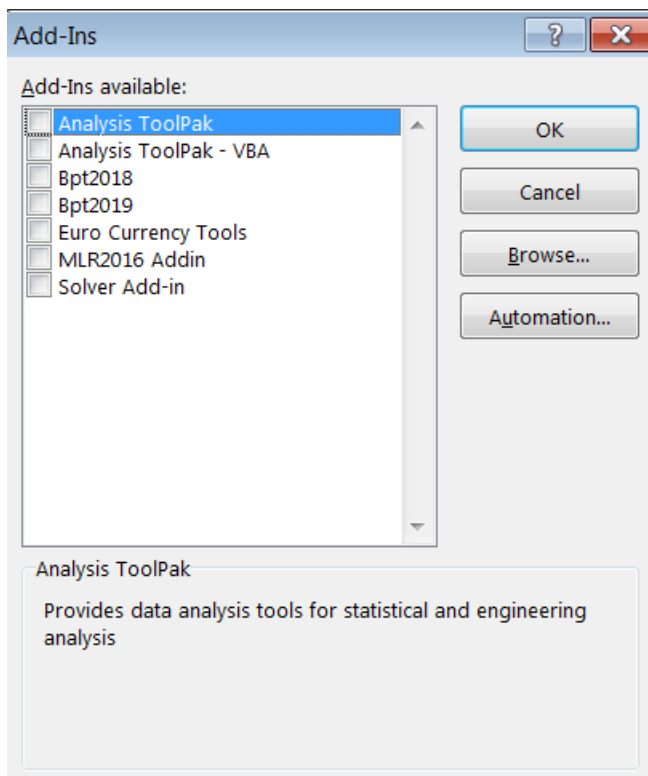 Add-Ins
?
X
Add-Ins available:
Analysis ToolPak
Analysis ToolPak - VBA
Bpt2018
Bpt2019
Euro Currency Tools
MLR2016 Addin
Solver Add-in
OK
Cancel
Browse...
Automation...
Analysis ToolPak
Provides data analysis tools for statistical and engineering
analysis